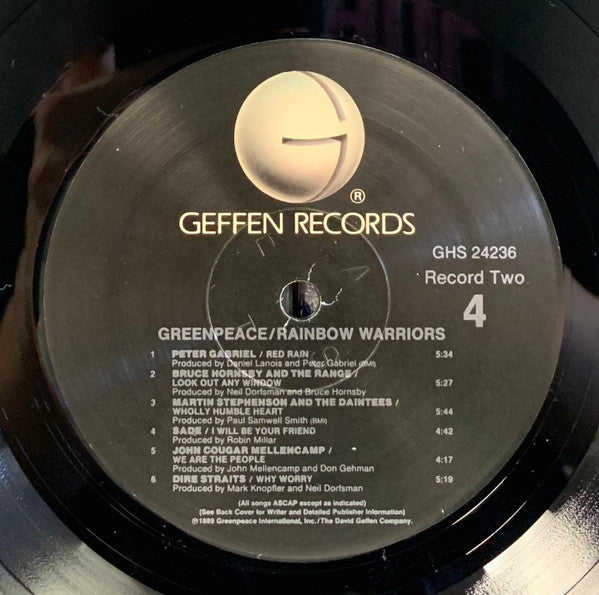 ®
GEFFEN RECORDS
GHS 24236
Record Two
4
GREENPEACE/RAINBOW WARRIORS
1 PETER GABRIEL / RED RAIN 5:34
Produced by Daniel Lanois and Peter Gabriel (BMI)
2 BRUCE HORNSBY AND THE RANGE /
LOOK OUT ANY WINDOW 5:27
Produced by Neil Dorfsman and Bruce Hornsby
3 MARTIN STEPHENSON AND THE DAINTEES /
WHOLLY HUMBLE HEART 5:44
Produced by Paul Samwell Smith (BMI)
4 SADE / I WILL BE YOUR FRIEND 4:42
Produced by Robin Millar
5 JOHN COUGAR MELLENCAMP /
WE ARE THE PEOPLE 4:17
Produced by John Mellencamp and Don Gehman
6 DIRE STRAITS / WHY WORRY 5:19
Produced by Mark Knopfler and Neil Dorfsman
(All songs ASCAP except as indicated)
(See Back Cover for Writer and Detailed Publisher Information)
℗1989 Greenpeace International, Inc./The David Geffen Company.